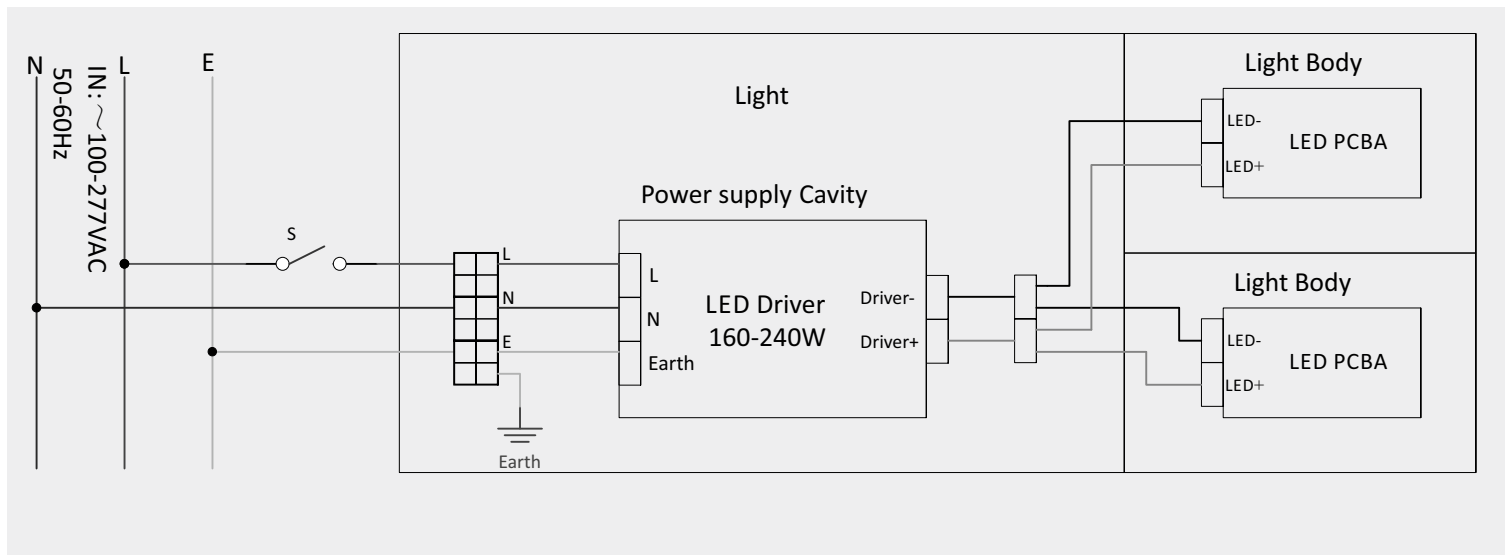 N
L
E
IN: ～100-277VAC
50-60Hz
S
Light
Power supply Cavity
L
N
E
Earth
L
N
Earth
LED Driver
160-240W
Driver-
Driver+
Light Body
LED-
LED+
LED PCBA
Light Body
LED-
LED+
LED PCBA